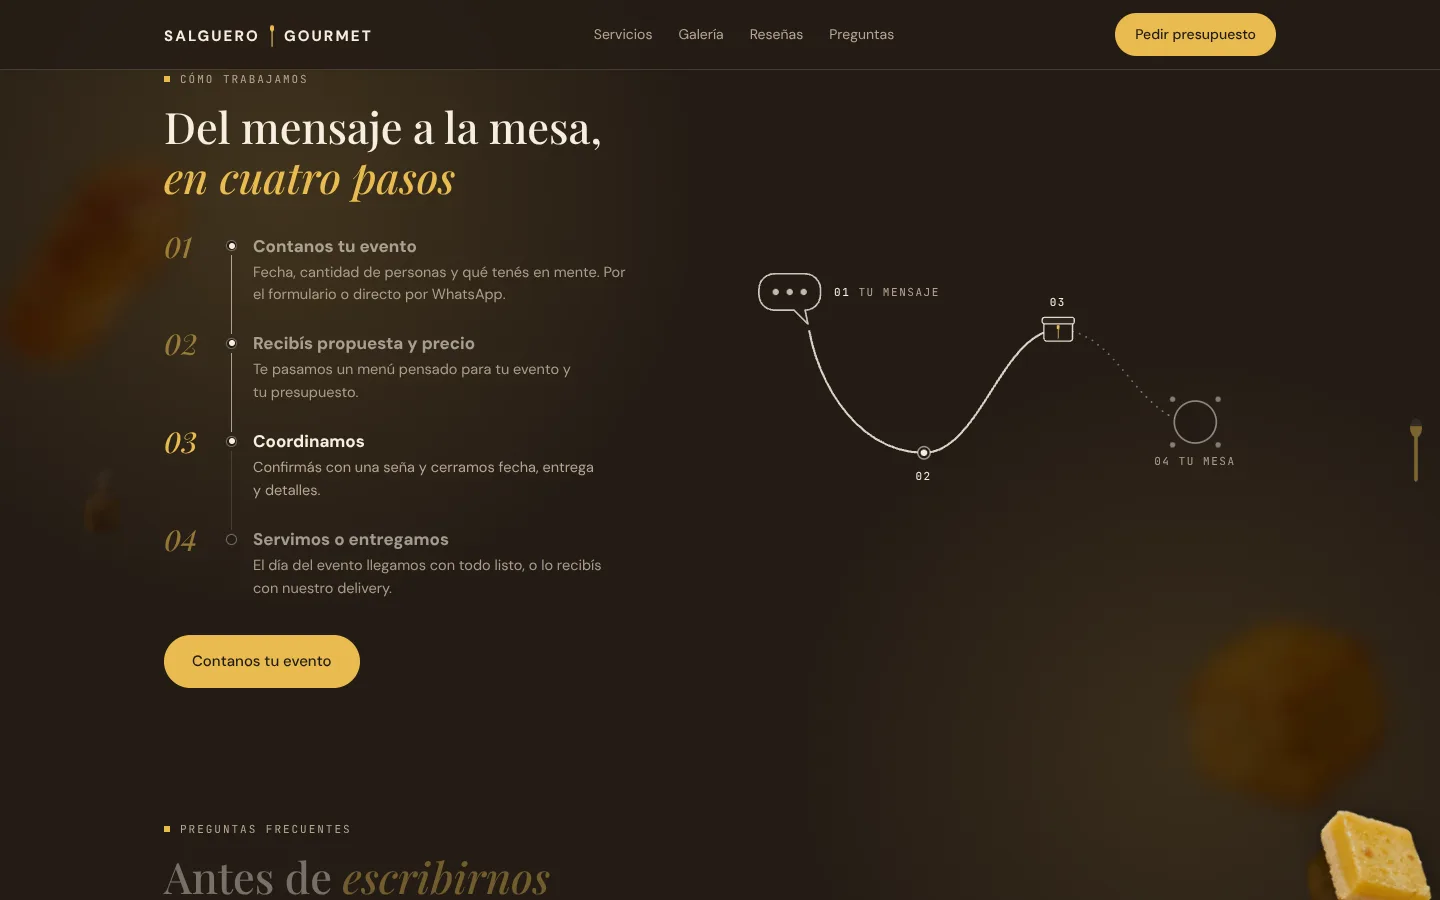 SALGUERO GOURMET
Servicios
Galería
Reseñas
Preguntas
Pedir presupuesto
CÓMO TRABAJAMOS
Del mensaje a la mesa,
en cuatro pasos
01
Contanos tu evento
Fecha, cantidad de personas y qué tenés en mente. Por
el formulario o directo por WhatsApp.
02
Recibís propuesta y precio
Te pasamos un menú pensado para tu evento y
tu presupuesto.
03
Coordinamos
Confirmás con una seña y cerramos fecha, entrega
y detalles.
04
Servimos o entregamos
El día del evento llegamos con todo listo, o lo recibís
con nuestro delivery.
Contanos tu evento
01 TU MENSAJE
03
02
04 TU MESA
PREGUNTAS FRECUENTES
Antes de escribirnos